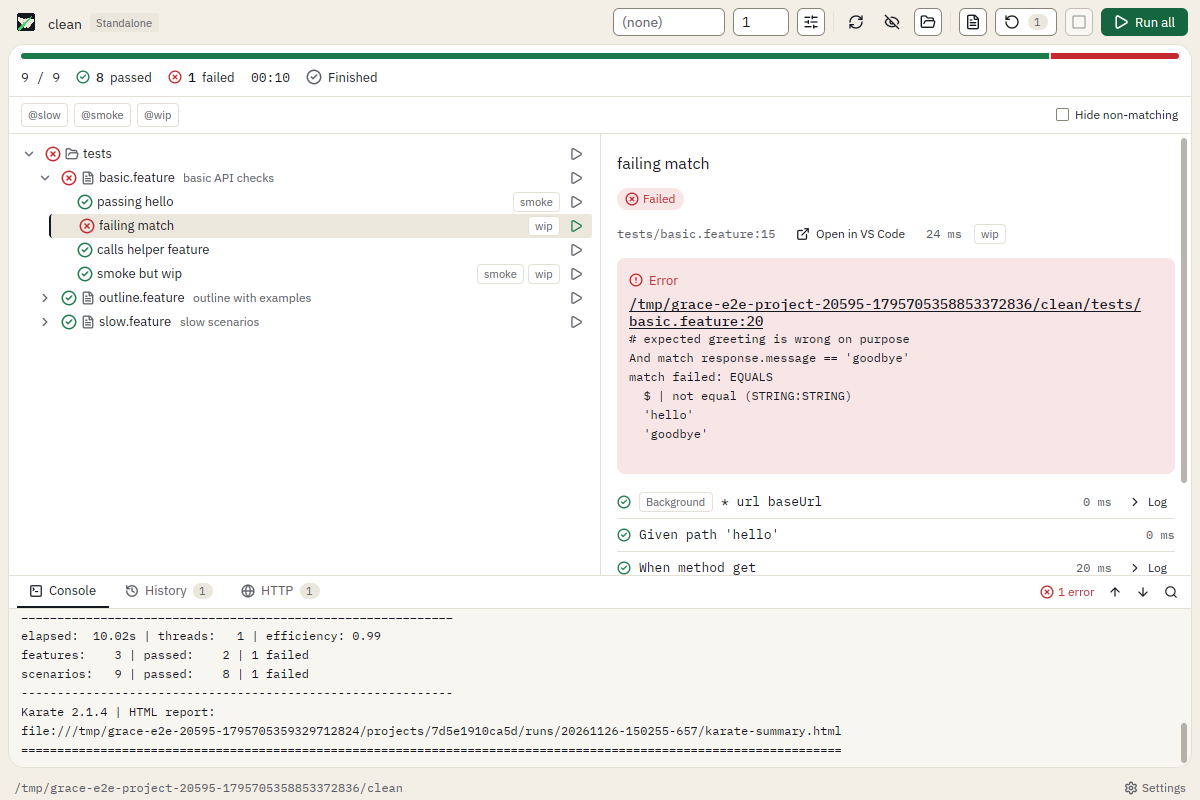 clean Standalone (none) 1 1 Run all
9 / 9 8 passed 1 failed 00:10 Finished
@slow @smoke @wip Hide non-matching
tests
basic.feature basic API checks
passing hello smoke
failing match wip
calls helper feature
smoke but wip smoke wip
outline.feature outline with examples
slow.feature slow scenarios
failing match
Failed
tests/basic.feature:15 Open in VS Code 24 ms wip
Error
/tmp/grace-e2e-project-20595-1795705358853372836/clean/tests/
basic.feature:20
# expected greeting is wrong on purpose
And match response.message == 'goodbye'
match failed: EQUALS
$ | not equal (STRING:STRING)
'hello'
'goodbye'
Background * url baseUrl 0 ms Log
Given path 'hello' 0 ms
When method get 20 ms Log
Console History 1 HTTP 1 1 error
------------------------------------------------------------
elapsed: 10.02s | threads: 1 | efficiency: 0.99
features: 3 | passed: 2 | 1 failed
scenarios: 9 | passed: 8 | 1 failed
------------------------------------------------------------
Karate 2.1.4 | HTML report:
file:///tmp/grace-e2e-20595-1795705359329712824/projects/7d5e1910ca5d/runs/20261126-150255-657/karate-summary.html
===================================================================================================================
/tmp/grace-e2e-project-20595-1795705358853372836/clean Settings